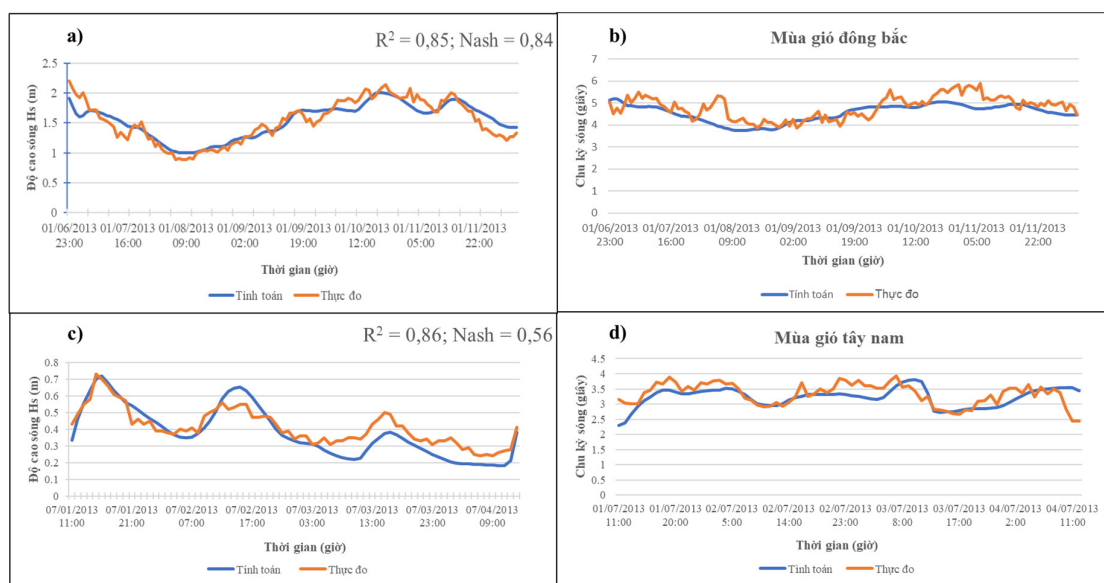 a)
R² = 0,85; Nash = 0,84
Độ cao sóng Hs (m)
2.5
2
1.5
1
0.5
0
01/06/2013 01/07/2013 01/08/2013 01/09/2013 01/09/2013 01/10/2013 01/11/2013 01/11/2013
23:00 16:00 09:00 02:00 19:00 12:00 05:00 22:00
Thời gian (giờ)
Tính toán Thực đo
b)
Mùa gió đông bắc
Chu kỳ sóng (giây)
7
6
5
4
3
2
1
0
01/06/2013 01/07/2013 01/08/2013 01/09/2013 01/09/2013 01/10/2013 01/11/2013 01/11/2013
23:00 16:00 09:00 02:00 19:00 12:00 05:00 22:00
Thời gian (giờ)
Tính toán Thực đo
c)
R² = 0,86; Nash = 0,56
Độ cao sóng Hs (m)
0.8
0.7
0.6
0.5
0.4
0.3
0.2
0.1
0
07/01/2013 07/01/2013 07/02/2013 07/02/2013 07/03/2013 07/03/2013 07/03/2013 07/04/2013
11:00 21:00 07:00 17:00 03:00 13:00 23:00 09:00
Thời gian (giờ)
Tính toán Thực đo
d)
Mùa gió tây nam
Chu kỳ sóng (giây)
4.5
4
3.5
3
2.5
2
1.5
1
0.5
0
01/07/2013 01/07/2013 02/07/2013 02/07/2013 02/07/2013 03/07/2013 03/07/2013 04/07/2013 04/07/2013
11:00 20:00 5:00 14:00 23:00 8:00 17:00 2:00 11:00
Thời gian (giờ)
Tính toán Thực đo